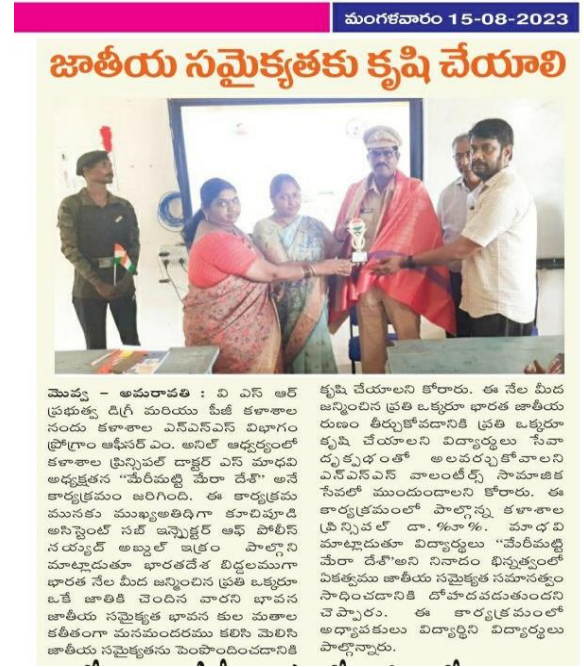 మంగళవారం 15-08-2023
జాతీయ సమైక్యతకు కృషి చేయాలి
మొవ్వ – అమరావతి : వి ఎస్ ఆర్
ప్రభుత్వ డిగ్రీ మరియు పీజీ కళాశాల
నందు కళాశాల ఎన్ఎస్ఎస్ విభాగం
ప్రోగ్రాం ఆఫీసర్ ఎం. అనిల్ ఆధ్వర్యంలో
కళాశాల ప్రిన్సిపల్ డాక్టర్ ఎస్ మాధవి
అధ్యక్షతన "మేరీమట్టి మేరా దేశ్" అనే
కార్యక్రమం జరిగింది. ఈ కార్యక్రమ
మునకు ముఖ్యఅతిధిగా కూచిపూడి
అసిస్టెంట్ సబ్ ఇన్స్పెక్టర్ ఆఫ్ పోలీస్
నయ్యద్ అబ్దుల్ ఇక్రం పాల్గొని
మాట్లాడుతూ భారతదేశ బిడ్డలముగా
భారత నేల మీద జన్మించిన ప్రతి ఒక్కరూ
ఒకే జాతికి చెందిన వారని భావన
జాతీయ సమైక్యత భావన కుల మతాల
కతీతంగా మనమందరము కలిసి మెలిసి
జాతీయ సమైక్యతను పెంపొందించడానికి
కృషి చేయాలని కోరారు. ఈ నేల మీద
జన్మించిన ప్రతి ఒక్కరూ భారత జాతీయ
రుణం తీర్చుకోవడానికి ప్రతి ఒక్కరూ
కృషి చేయాలని విద్యార్థులు సేవా
దృక్పధంతో అలవర్చుకోవాలని
ఎన్ఎస్ఎస్ వాలంటీర్స్ సామాజిక
సేవలో ముందుండాలని కోరారు. ఈ
కార్యక్రమంలో పాల్గొన్న కళాశాల
ప్రిన్సిపల్ డా.%ూ%. మాధవి
మాట్లాడుతూ విద్యార్థులు "మేరీమట్టి
మేరా దేశ్"అని నినాదం భిన్నత్వంలో
ఏకత్వము జాతీయ సమైక్యత సమానత్వం
సాధించడానికి దోహదవడుతుందని
చెప్పారు. ఈ కార్యక్రమంలో
అధ్యాపకులు విద్యార్థిని విద్యార్థులు
పాల్గొన్నారు.